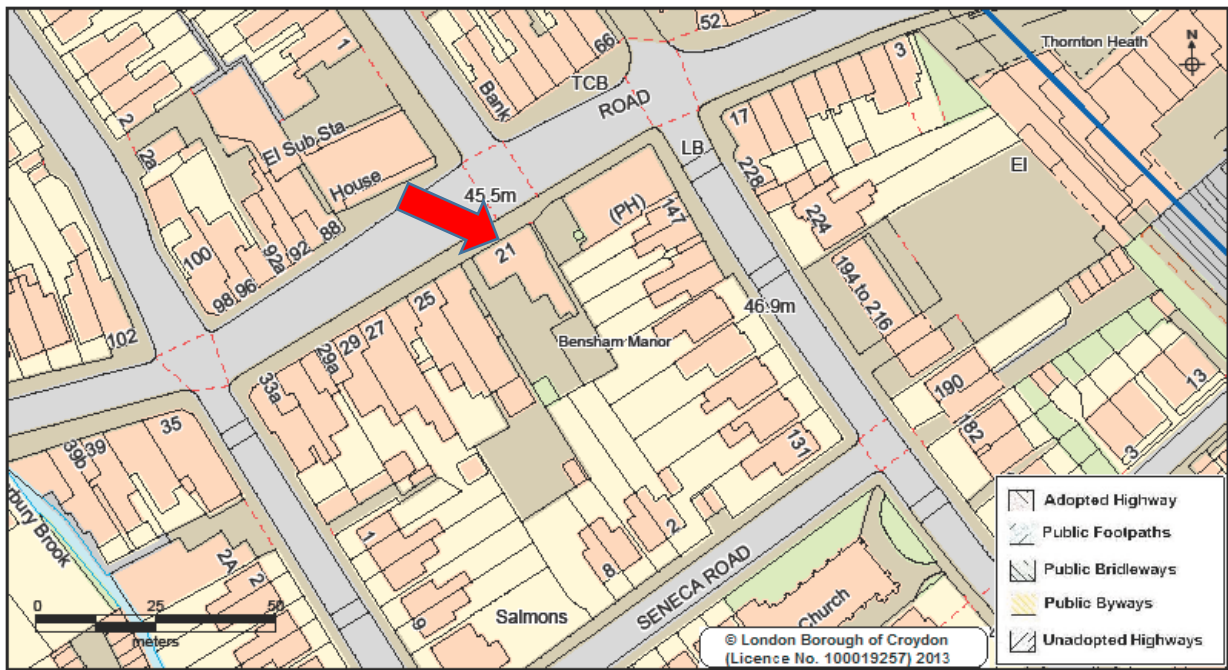 52
66
1
3
Thornton Heath
N
TCB
ROAD
Bank
2
2a
17
El Sub Sta
LB
El
228
House
45.5m
(PH)
147
224
88
92
92a
100
21
96
98
194 to 216
25
46.9m
102
27
29
29a
Bensham Manor
33a
190
13
35
39
39b
182
131
3
rbury Brook
1
2
8
2A
2
9
Salmons
SENECA ROAD
Church
0
25
50
meters
Adopted Highway
Public Footpaths
Public Bridleways
Public Byways
Unadopted Highways
© London Borough of Croydon
(Licence No. 100019257) 2013